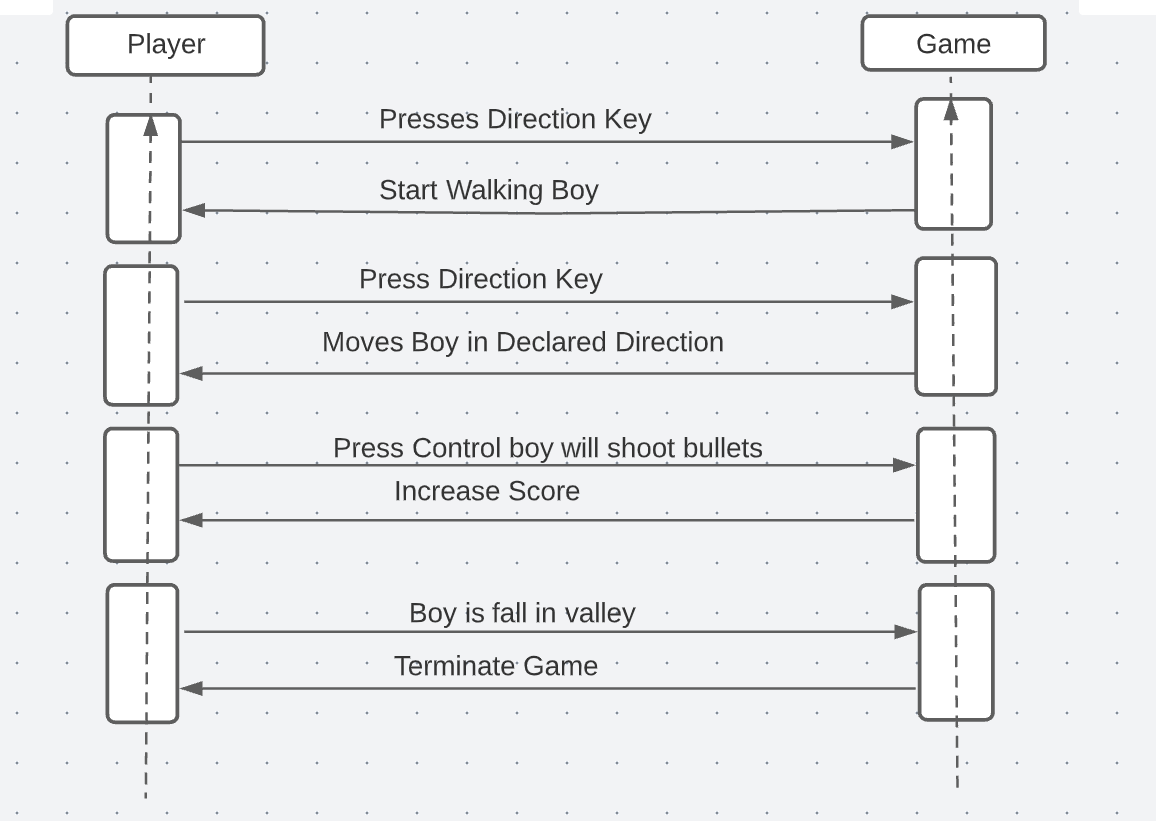 Player
Game
Presses Direction Key
Start Walking Boy
Press Direction Key
Moves Boy in Declared Direction
Press Control boy will shoot bullets
Increase Score
Boy is fall in valley
Terminate Game